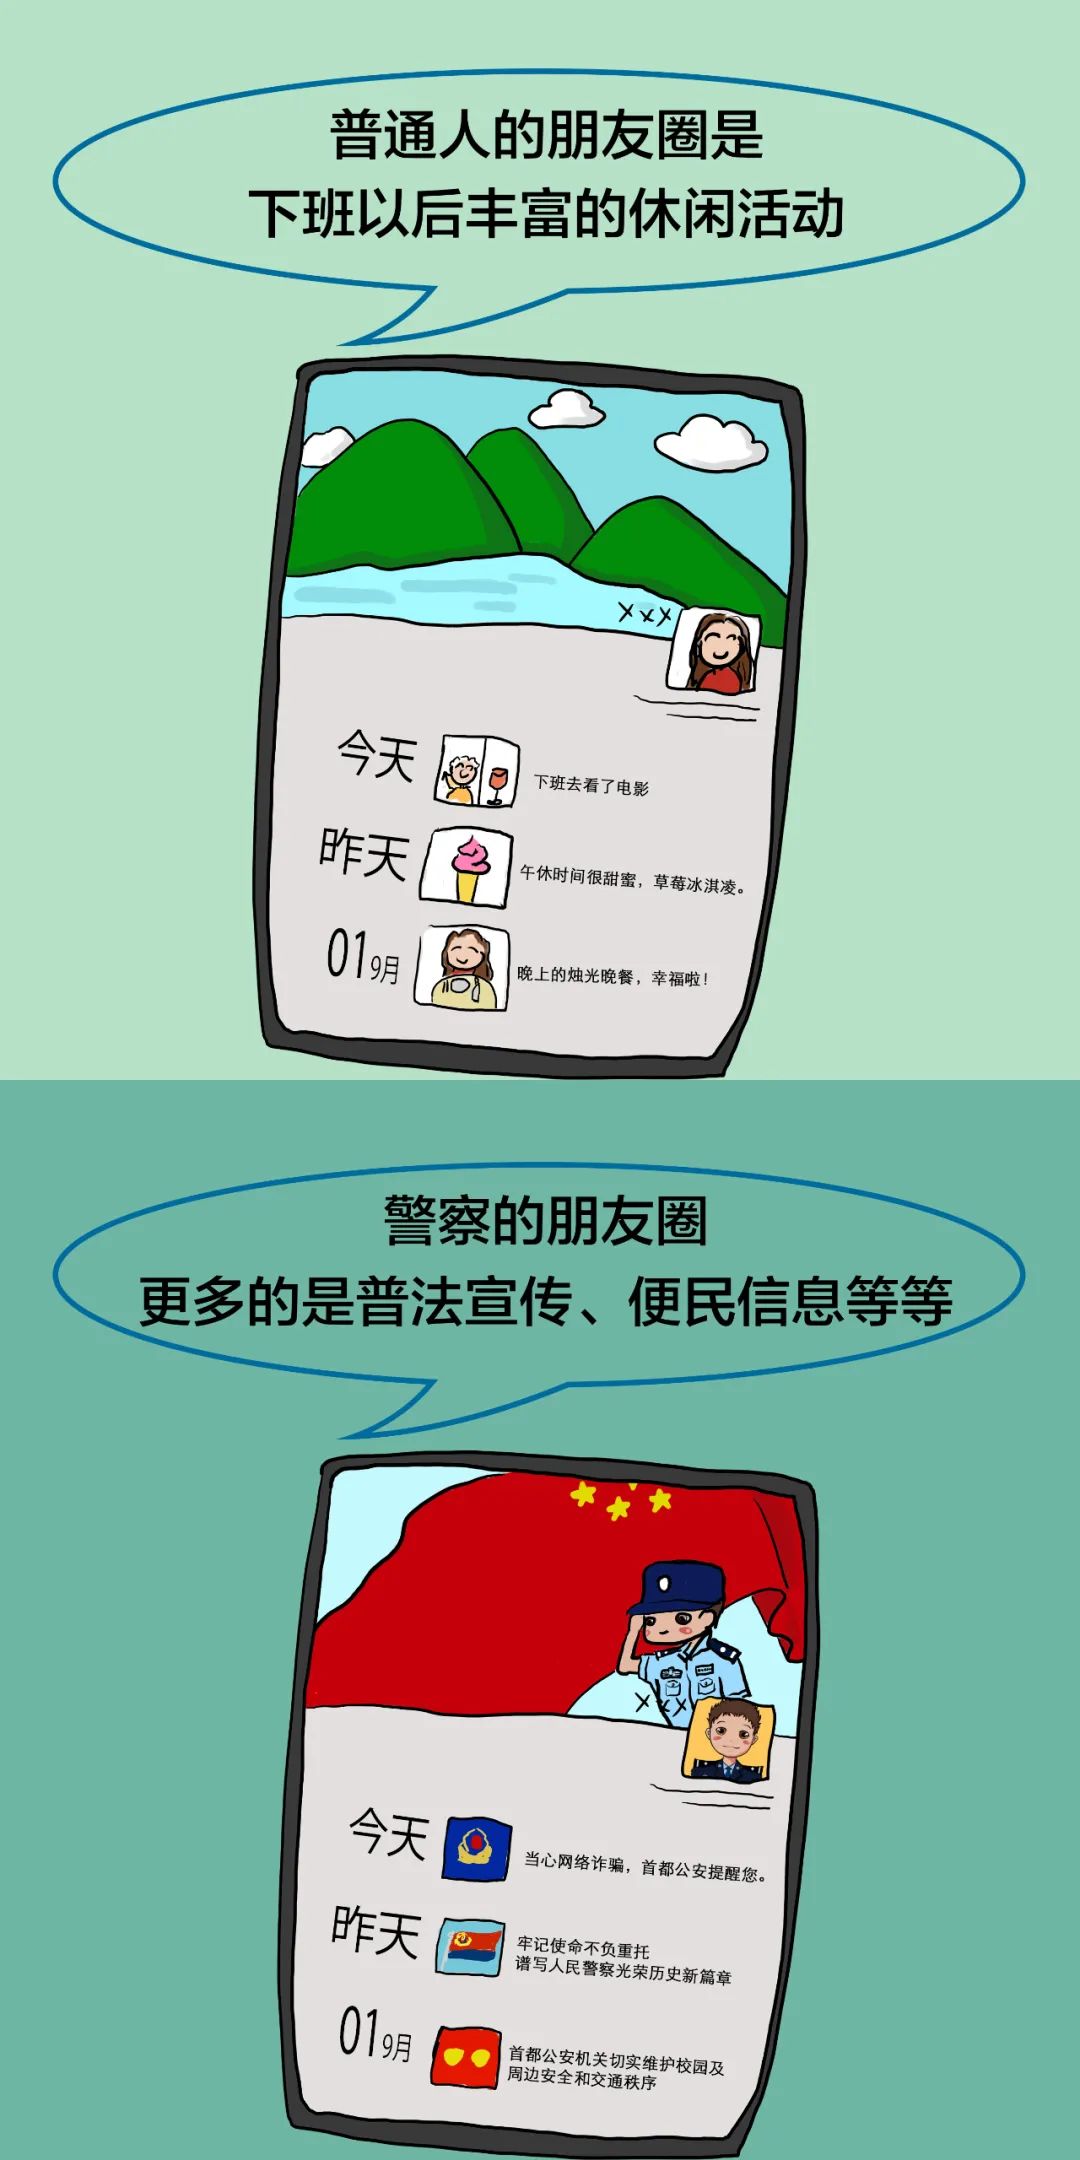 普通人的朋友圈是
下班以后丰富的休闲活动
XXX
今天
下班去看了电影
昨天
午休时间很甜蜜，草莓冰淇凌。
01 9月
晚上的烛光晚餐，幸福啦！
警察的朋友圈
更多的是普法宣传、便民信息等等
XXX
今天
当心网络诈骗，首都公安提醒您。
昨天
牢记使命不负重托
谱写人民警察光荣历史新篇章
01 9月
首都公安机关切实维护校园及
周边安全和交通秩序